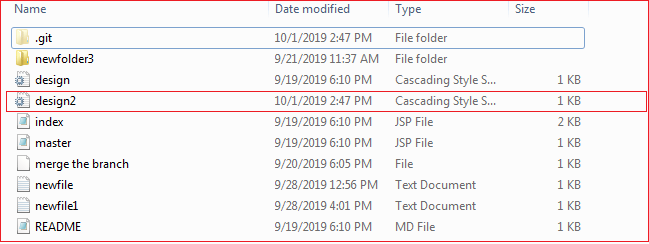 Name Date modified Type Size
.git 10/1/2019 2:47 PM File folder
newfolder3 9/21/2019 11:37 AM File folder
design 9/19/2019 6:10 PM Cascading Style S... 1 KB
design2 10/1/2019 2:47 PM Cascading Style S... 1 KB
index 9/19/2019 6:10 PM JSP File 2 KB
master 9/19/2019 6:10 PM JSP File 1 KB
merge the branch 9/20/2019 6:05 PM File 1 KB
newfile 9/28/2019 12:56 PM Text Document 1 KB
newfile1 9/28/2019 4:01 PM Text Document 1 KB
README 9/19/2019 6:10 PM MD File 1 KB